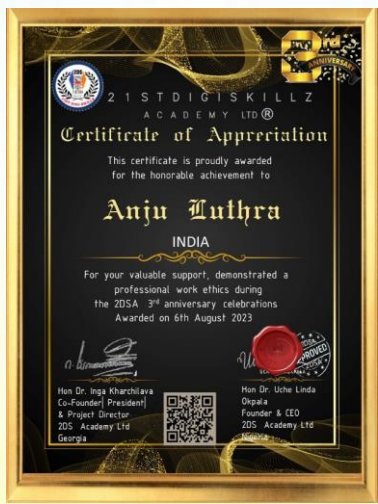 3rd
ANNIVERSARY
21STDIGISKILLZ
ACADEMY LTD®
Certificate of Appreciation
This certificate is proudly awarded
for the honorable achievement to
Anju Luthra
INDIA
For your valuable support, demonstrated a
professional work ethics during
the 2DSA 3rd anniversary celebrations
Awarded on 6th August 2023
Hon Dr. Inga Kharchilava
Co-Founder| President|
& Project Director
2DS Academy Ltd
Georgia
APPROVED
Hon Dr. Uche Linda
Okpala
Founder & CEO
2DS Academy Ltd
Nigeria